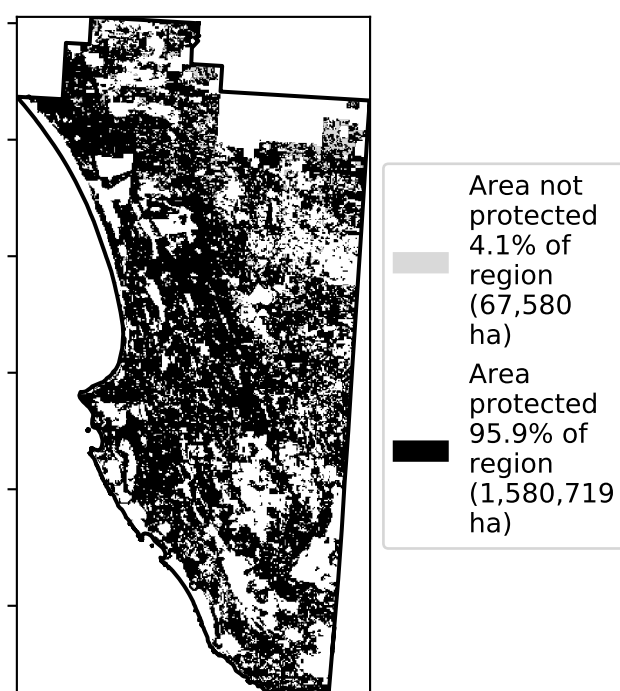 Area not
protected
4.1% of
region
(67,580
ha)
Area
protected
95.9% of
region
(1,580,719
ha)